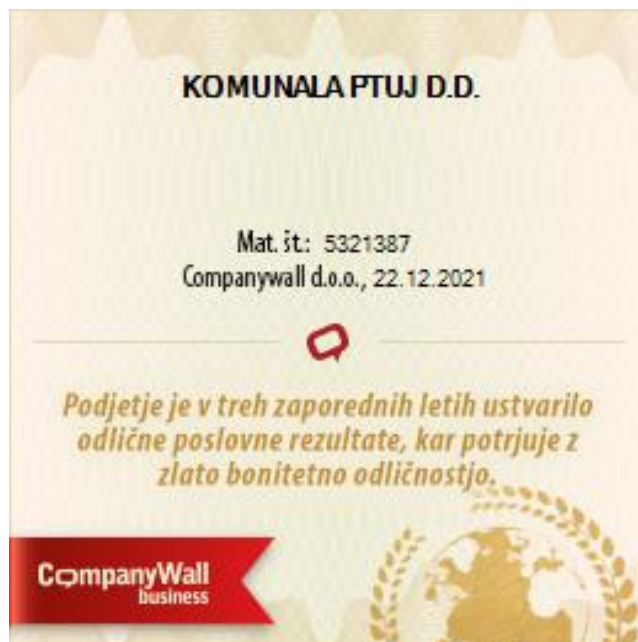 KOMUNALA PTUJ D.D.
Mat. št.: 5321387
Companywall d.o.o., 22.12.2021
Podjetje je v treh zaporednih letih ustvarilo
odlične poslovne rezultate, kar potrjuje z
zlato bonitetno odličnostjo.
CompanyWall
business